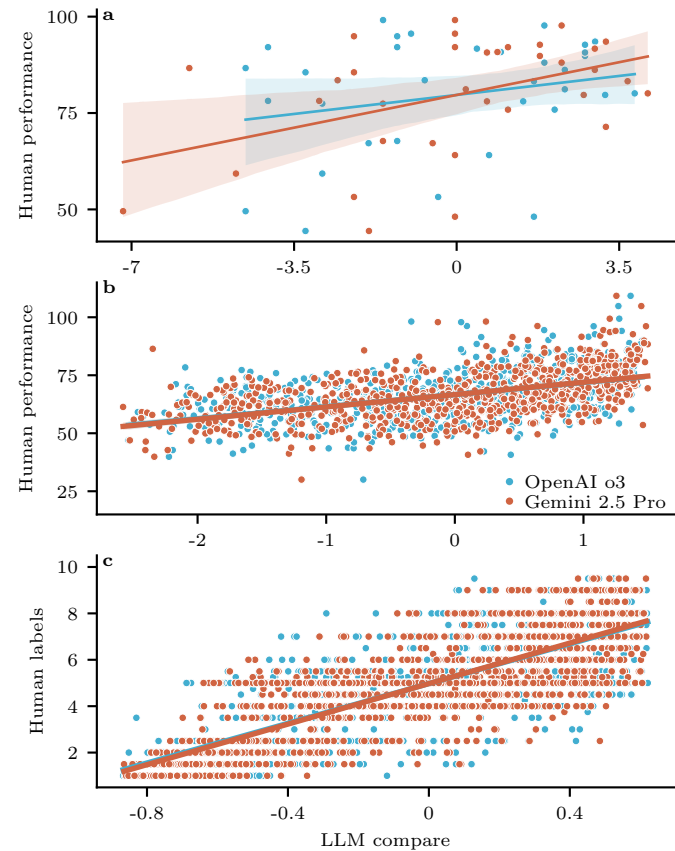 a
100
75
50
Human performance
-7
-3.5
0
3.5
b
100
75
50
25
Human performance
OpenAI o3
Gemini 2.5 Pro
-2
-1
0
1
c
10
8
6
4
2
Human labels
-0.8
-0.4
0
0.4
LLM compare